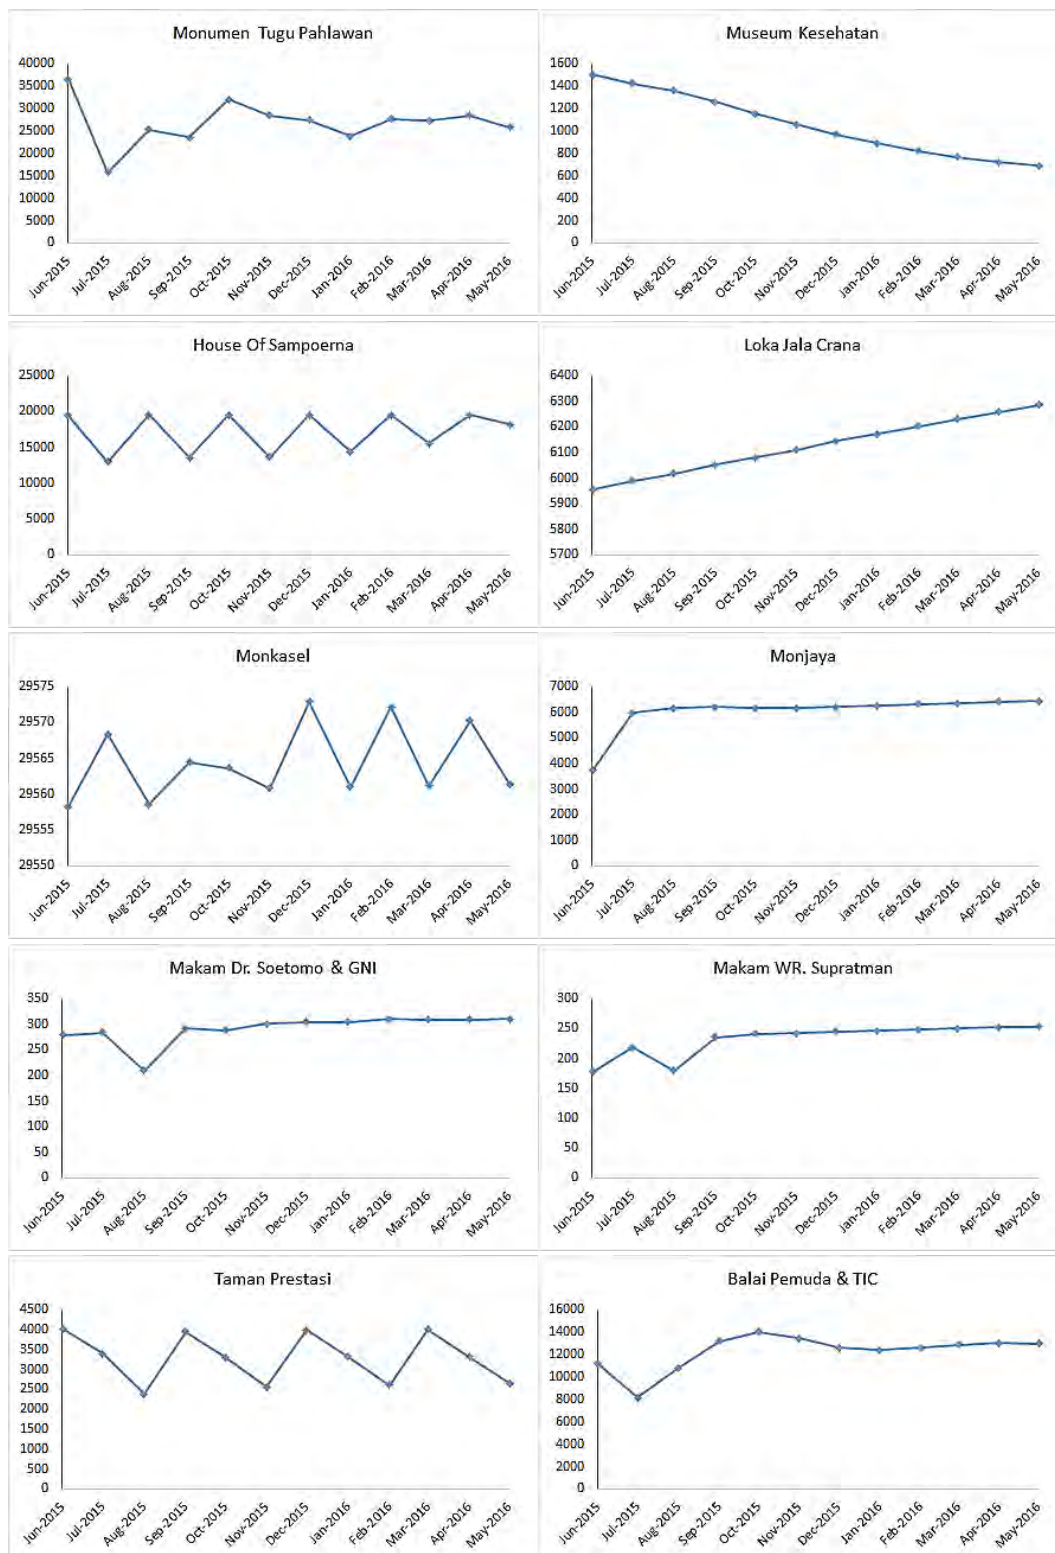 Monumen Tugu Pahlawan
40000
35000
30000
25000
20000
15000
10000
5000
0
Jun-2015
Jul-2015
Aug-2015
Sep-2015
Oct-2015
Nov-2015
Dec-2015
Jan-2016
Feb-2016
Mar-2016
Apr-2016
May-2016
Museum Kesehatan
1600
1400
1200
1000
800
600
400
200
0
Jun-2015
Jul-2015
Aug-2015
Sep-2015
Oct-2015
Nov-2015
Dec-2015
Jan-2016
Feb-2016
Mar-2016
Apr-2016
May-2016
House Of Sampoerna
25000
20000
15000
10000
5000
0
Jun-2015
Jul-2015
Aug-2015
Sep-2015
Oct-2015
Nov-2015
Dec-2015
Jan-2016
Feb-2016
Mar-2016
Apr-2016
May-2016
Loka Jala Crana
6400
6300
6200
6100
6000
5900
5800
5700
Jun-2015
Jul-2015
Aug-2015
Sep-2015
Oct-2015
Nov-2015
Dec-2015
Jan-2016
Feb-2016
Mar-2016
Apr-2016
May-2016
Monkasel
29575
29570
29565
29560
29555
29550
Jun-2015
Jul-2015
Aug-2015
Sep-2015
Oct-2015
Nov-2015
Dec-2015
Jan-2016
Feb-2016
Mar-2016
Apr-2016
May-2016
Monjaya
7000
6000
5000
4000
3000
2000
1000
0
Jun-2015
Jul-2015
Aug-2015
Sep-2015
Oct-2015
Nov-2015
Dec-2015
Jan-2016
Feb-2016
Mar-2016
Apr-2016
May-2016
Makam Dr. Soetomo & GNI
350
300
250
200
150
100
50
0
Jun-2015
Jul-2015
Aug-2015
Sep-2015
Oct-2015
Nov-2015
Dec-2015
Jan-2016
Feb-2016
Mar-2016
Apr-2016
May-2016
Makam WR. Supratman
300
250
200
150
100
50
0
Jun-2015
Jul-2015
Aug-2015
Sep-2015
Oct-2015
Nov-2015
Dec-2015
Jan-2016
Feb-2016
Mar-2016
Apr-2016
May-2016
Taman Prestasi
4500
4000
3500
3000
2500
2000
1500
1000
500
0
Jun-2015
Jul-2015
Aug-2015
Sep-2015
Oct-2015
Nov-2015
Dec-2015
Jan-2016
Feb-2016
Mar-2016
Apr-2016
May-2016
Balai Pemuda & TIC
16000
14000
12000
10000
8000
6000
4000
2000
0
Jun-2015
Jul-2015
Aug-2015
Sep-2015
Oct-2015
Nov-2015
Dec-2015
Jan-2016
Feb-2016
Mar-2016
Apr-2016
May-2016